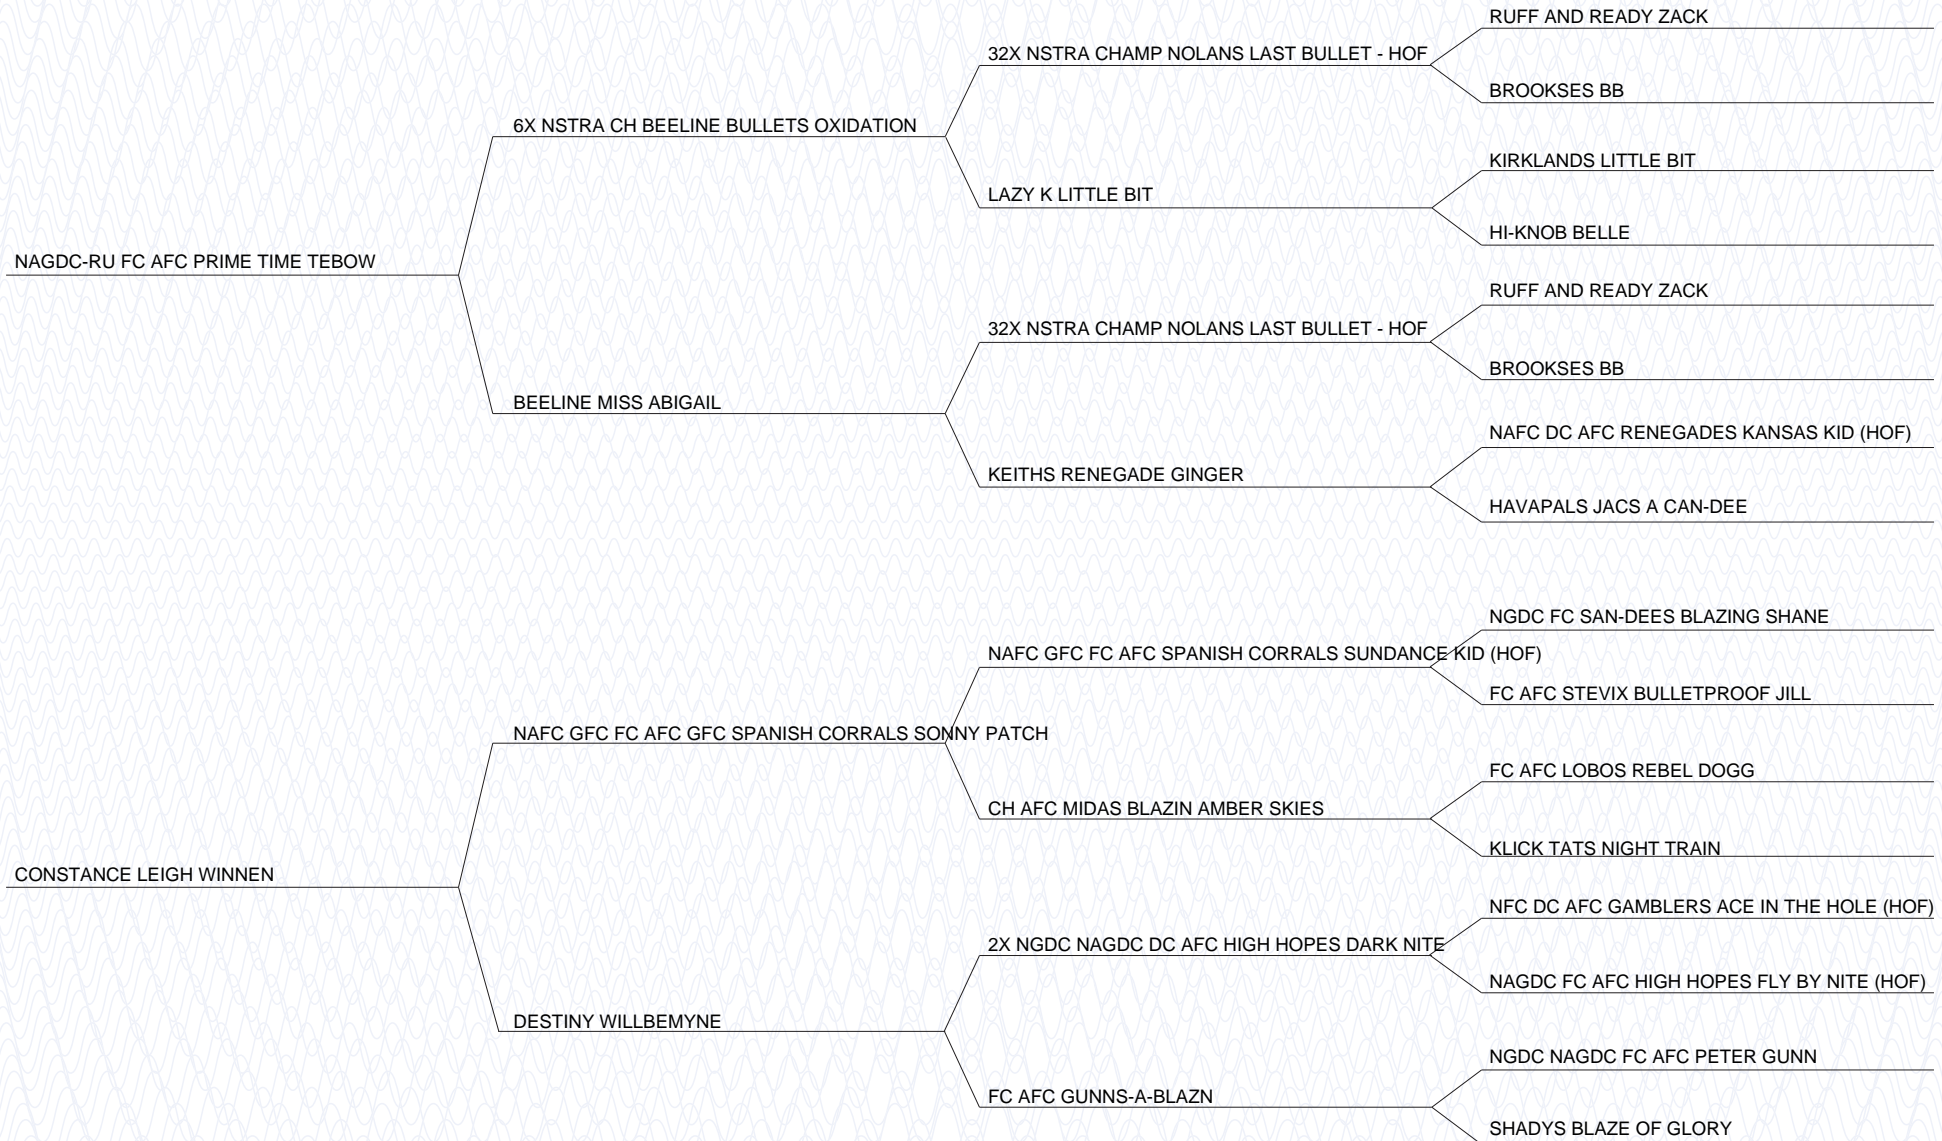 RUFF AND READY ZACK
32X NSTRA CHAMP NOLANS LAST BULLET - HOF
BROOKSES BB
6X NSTRA CH BEELINE BULLETS OXIDATION
KIRKLANDS LITTLE BIT
LAZY K LITTLE BIT
HI-KNOB BELLE
NAGDC-RU FC AFC PRIME TIME TEBOW
RUFF AND READY ZACK
32X NSTRA CHAMP NOLANS LAST BULLET - HOF
BROOKSES BB
BEELINE MISS ABIGAIL
NAFC DC AFC RENEGADES KANSAS KID (HOF)
KEITHS RENEGADE GINGER
HAVAPALS JACS A CAN-DEE
NGDC FC SAN-DEES BLAZING SHANE
NAFC GFC FC AFC SPANISH CORRALS SUNDANCE KID (HOF)
FC AFC STEVIX BULLETPROOF JILL
NAFC GFC FC AFC GFC SPANISH CORRALS SONNY PATCH
FC AFC LOBOS REBEL DOGG
CH AFC MIDAS BLAZIN AMBER SKIES
KLICK TATS NIGHT TRAIN
CONSTANCE LEIGH WINNEN
NFC DC AFC GAMBLERS ACE IN THE HOLE (HOF)
2X NGDC NAGDC DC AFC HIGH HOPES DARK NITE
NAGDC FC AFC HIGH HOPES FLY BY NITE (HOF)
DESTINY WILLBEMYNE
NGDC NAGDC FC AFC PETER GUNN
FC AFC GUNNS-A-BLAZN
SHADYS BLAZE OF GLORY